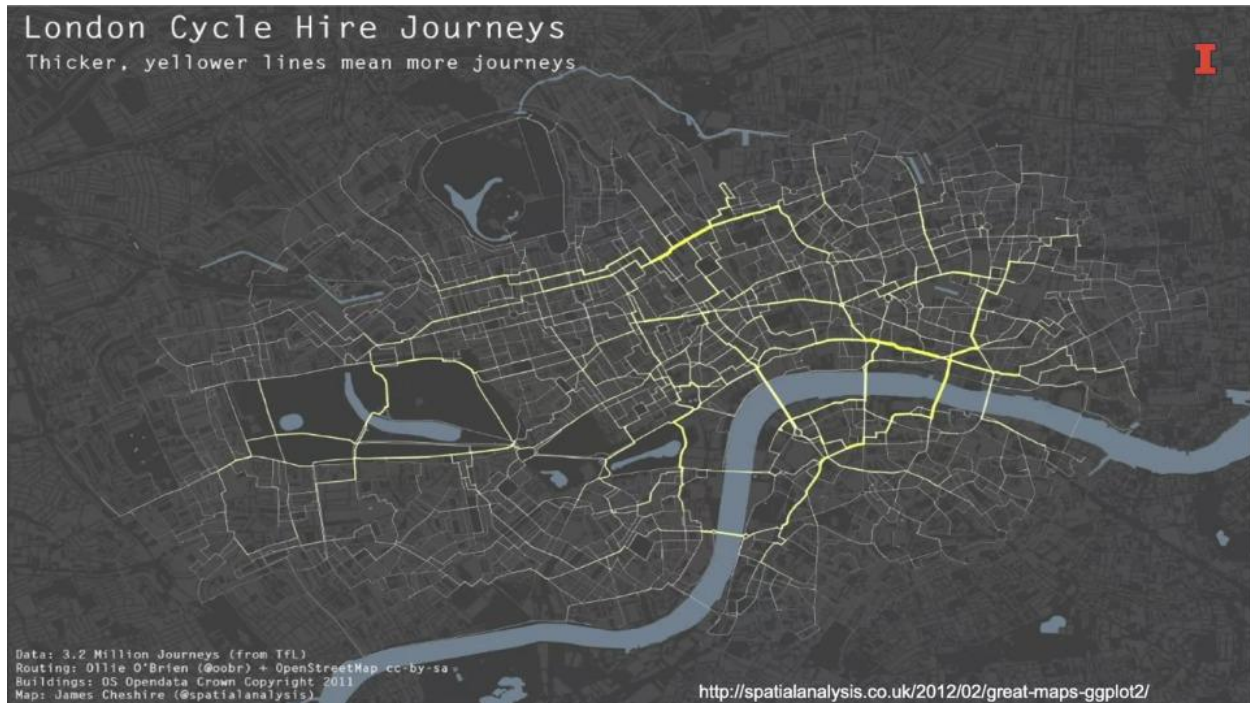 London Cycle Hire Journeys
Thicker, yellower lines mean more journeys
I
Data: 3.2 Million Journeys (from TfL)
Routing: Ollie O'Brien (@oobr) + OpenStreetMap cc-by-sa
Buildings: OS Opendata Crown Copyright 2011
Map: James Cheshire (@spatialanalysis)
http://spatialanalysis.co.uk/2012/02/great-maps-ggplot2/